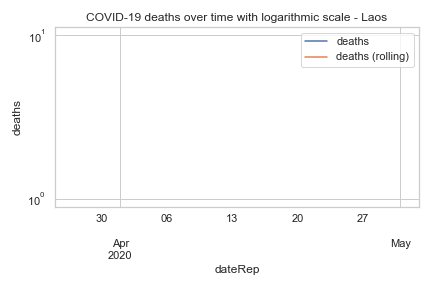 COVID-19 deaths over time with logarithmic scale - Laos
10¹
deaths
deaths (rolling)
deaths
10⁰
30 06 13 20 27
Apr May
2020
dateRep